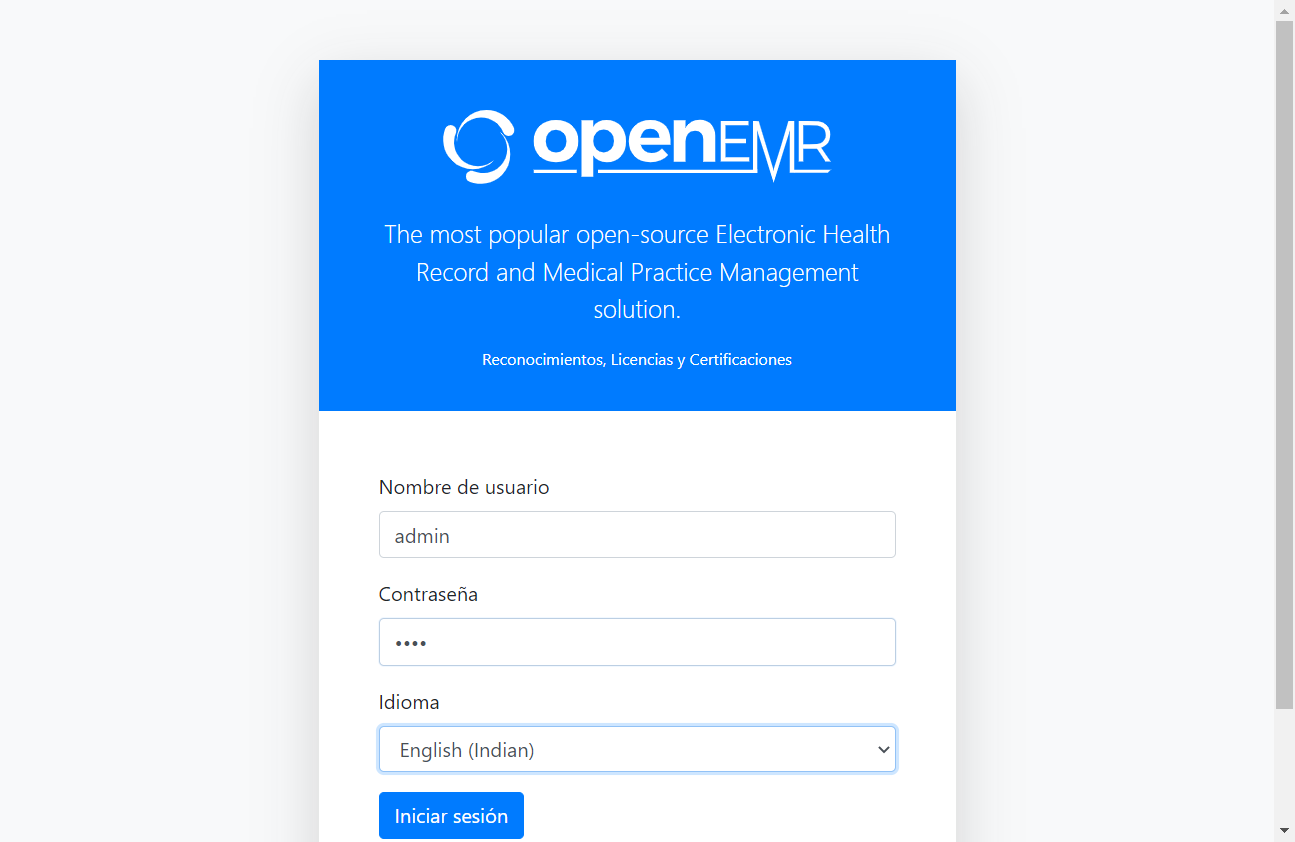 openEMR
The most popular open-source Electronic Health
Record and Medical Practice Management
solution.
Reconocimientos, Licencias y Certificaciones
Nombre de usuario
admin
Contraseña
••••
Idioma
English (Indian)
Iniciar sesión